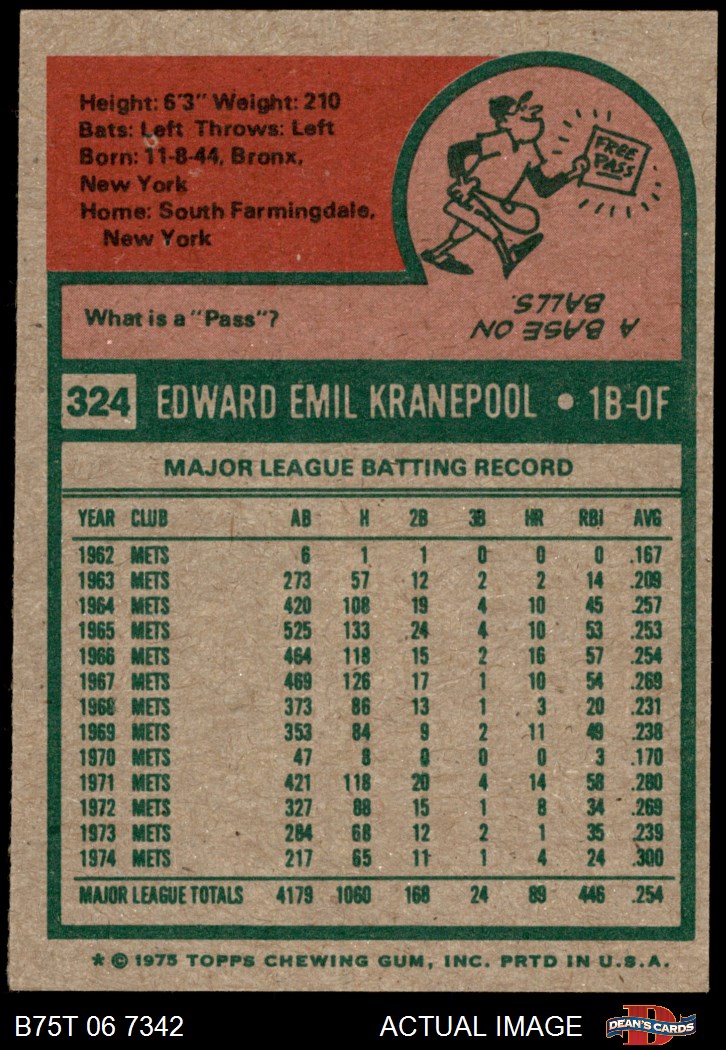 Height: 6'3" Weight: 210
Bats: Left Throws: Left
Born: 11-8-44, Bronx,
New York
Home: South Farmingdale,
New York
FREE
PASS
What is a "Pass"?
A BASE ON
BALLS.
324 EDWARD EMIL KRANEPOOL • 1B-OF
MAJOR LEAGUE BATTING RECORD
YEAR CLUB AB H 2B 3B HR RBI AVG
1962 METS 6 1 1 0 0 0 .167
1963 METS 273 57 12 2 2 14 .209
1964 METS 420 108 19 4 10 45 .257
1965 METS 525 133 24 4 10 53 .253
1966 METS 464 118 15 2 16 57 .254
1967 METS 469 126 17 1 10 54 .269
1968 METS 373 86 13 1 3 20 .231
1969 METS 353 84 9 2 11 49 .238
1970 METS 47 8 0 0 0 3 .170
1971 METS 421 118 20 4 14 58 .280
1972 METS 327 88 15 1 8 34 .269
1973 METS 284 68 12 2 1 35 .239
1974 METS 217 65 11 1 4 24 .300
MAJOR LEAGUE TOTALS 4179 1060 168 24 89 446 .254
* © 1975 TOPPS CHEWING GUM, INC. PRTD IN U.S.A.
B75T 06 7342 ACTUAL IMAGE
D
DEAN'S CARDS